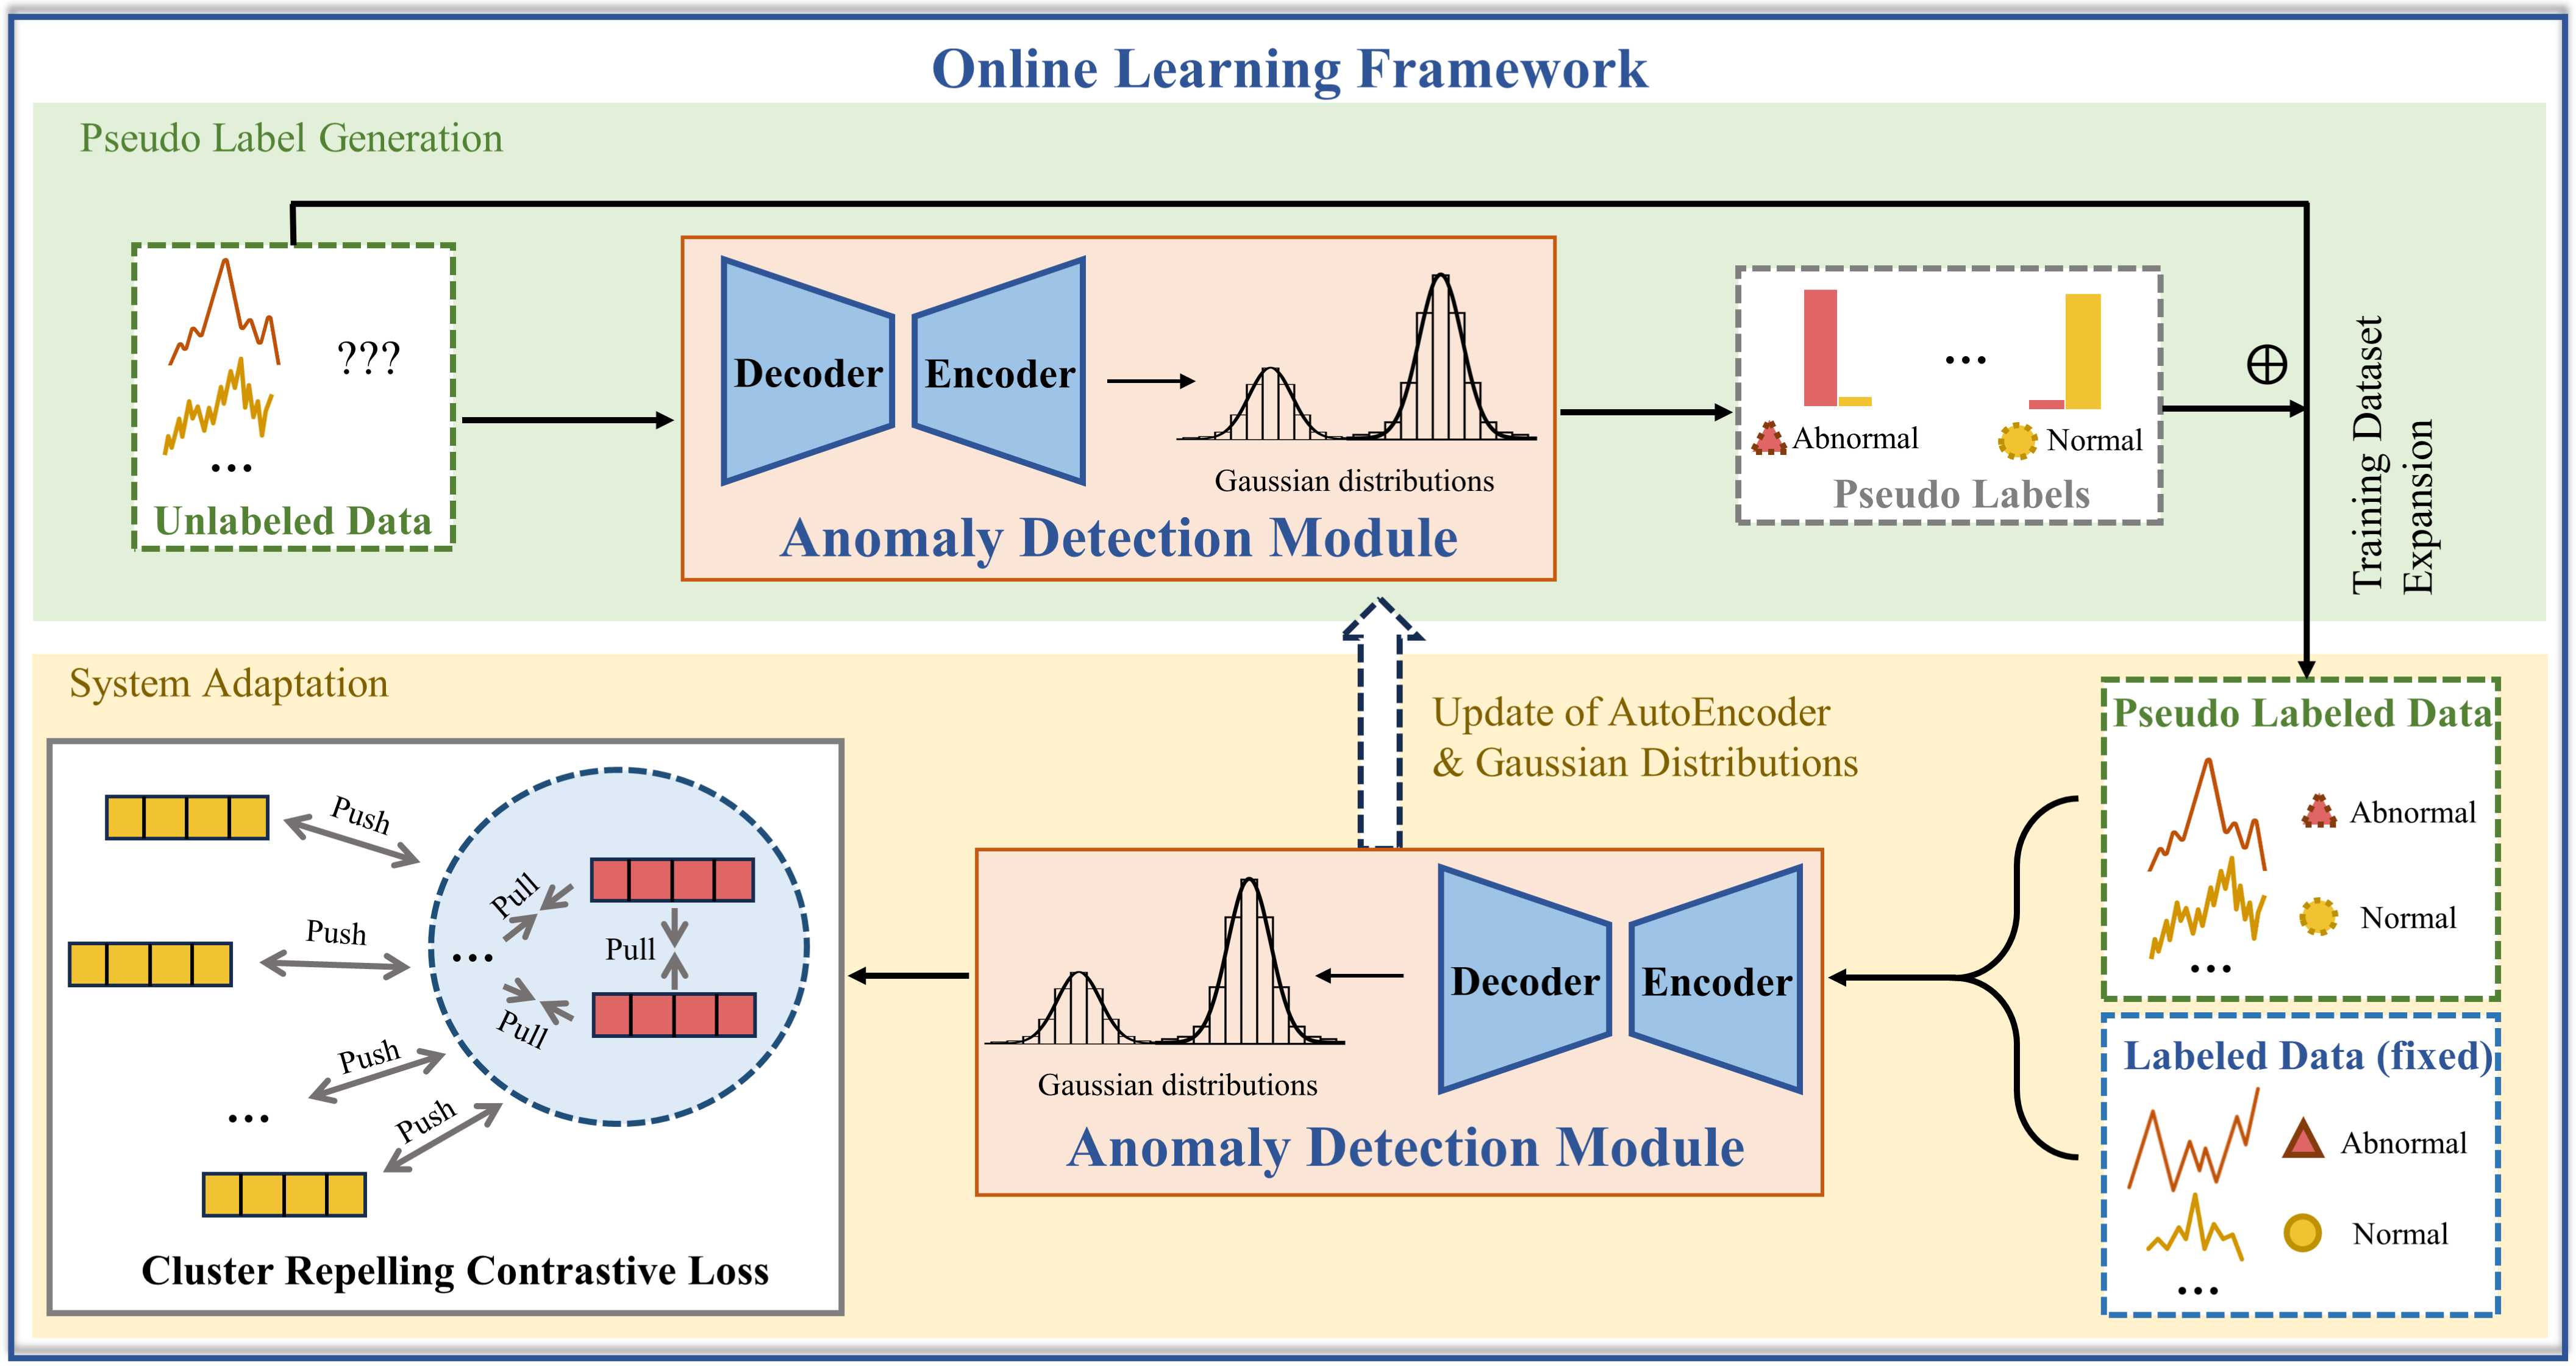 Online Learning Framework
Pseudo Label Generation
???
...
Unlabeled Data
Decoder
Encoder
Gaussian distributions
Anomaly Detection Module
...
Abnormal
Normal
Pseudo Labels
⊕
Training Dataset
Expansion
System Adaptation
Update of AutoEncoder
& Gaussian Distributions
Push
Push
Push
Push
Pull
Pull
Pull
...
...
Cluster Repelling Contrastive Loss
Gaussian distributions
Decoder
Encoder
Anomaly Detection Module
Pseudo Labeled Data
Abnormal
Normal
...
Labeled Data (fixed)
Abnormal
Normal
...